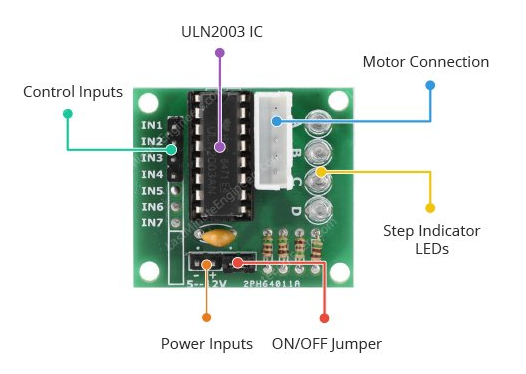 ULN2003 IC
Motor Connection
Control Inputs
IN1
IN2
IN3
IN4
IN5
IN6
IN7
A
B
C
D
Step Indicator
LEDs
- +
5--12V
2PH64011A
Power Inputs
ON/OFF Jumper